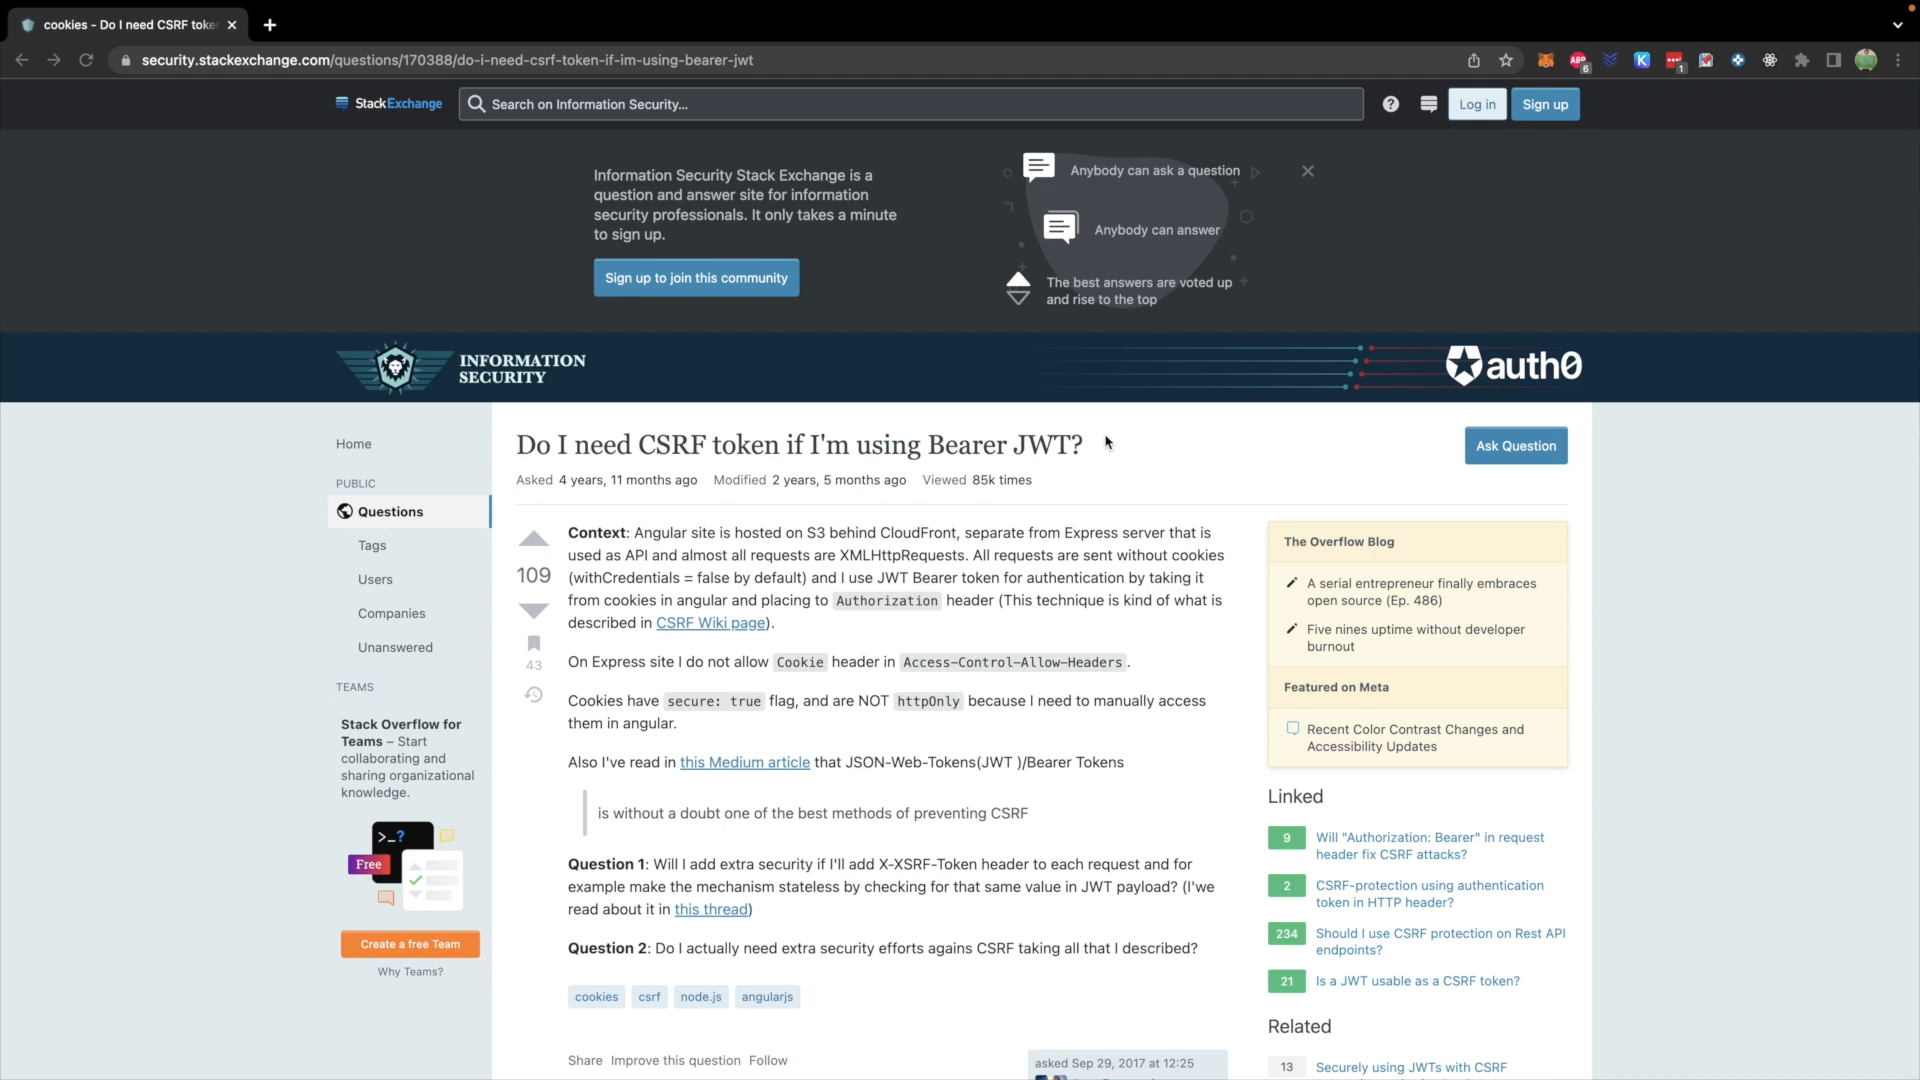 cookies - Do I need CSRF toke
security.stackexchange.com/questions/170388/do-i-need-csrf-token-if-im-using-bearer-jwt
ABP
6
K
1
StackExchange
Search on Information Security...
Log in
Sign up
Information Security Stack Exchange is a
question and answer site for information
security professionals. It only takes a minute
to sign up.
Sign up to join this community
Anybody can ask a question
Anybody can answer
The best answers are voted up
and rise to the top
INFORMATION
SECURITY
auth0
Home
PUBLIC
Questions
Tags
Users
Companies
Unanswered
TEAMS
Stack Overflow for
Teams – Start
collaborating and
sharing organizational
knowledge.
>_?
Free
Create a free Team
Why Teams?
Do I need CSRF token if I'm using Bearer JWT?
Ask Question
Asked 4 years, 11 months ago Modified 2 years, 5 months ago Viewed 85k times
109
43
Context: Angular site is hosted on S3 behind CloudFront, separate from Express server that is
used as API and almost all requests are XMLHttpRequests. All requests are sent without cookies
(withCredentials = false by default) and I use JWT Bearer token for authentication by taking it
from cookies in angular and placing to Authorization header (This technique is kind of what is
described in CSRF Wiki page).
On Express site I do not allow Cookie header in Access-Control-Allow-Headers.
Cookies have secure: true flag, and are NOT httpOnly because I need to manually access
them in angular.
Also I've read in this Medium article that JSON-Web-Tokens(JWT )/Bearer Tokens
is without a doubt one of the best methods of preventing CSRF
Question 1: Will I add extra security if I'll add X-XSRF-Token header to each request and for
example make the mechanism stateless by checking for that same value in JWT payload? (I'we
read about it in this thread)
Question 2: Do I actually need extra security efforts agains CSRF taking all that I described?
cookies csrf node.js angularjs
Share Improve this question Follow
asked Sep 29, 2017 at 12:25
The Overflow Blog
A serial entrepreneur finally embraces
open source (Ep. 486)
Five nines uptime without developer
burnout
Featured on Meta
Recent Color Contrast Changes and
Accessibility Updates
Linked
9 Will "Authorization: Bearer" in request
header fix CSRF attacks?
2 CSRF-protection using authentication
token in HTTP header?
234 Should I use CSRF protection on Rest API
endpoints?
21 Is a JWT usable as a CSRF token?
Related
13 Securely using JWTs with CSRF